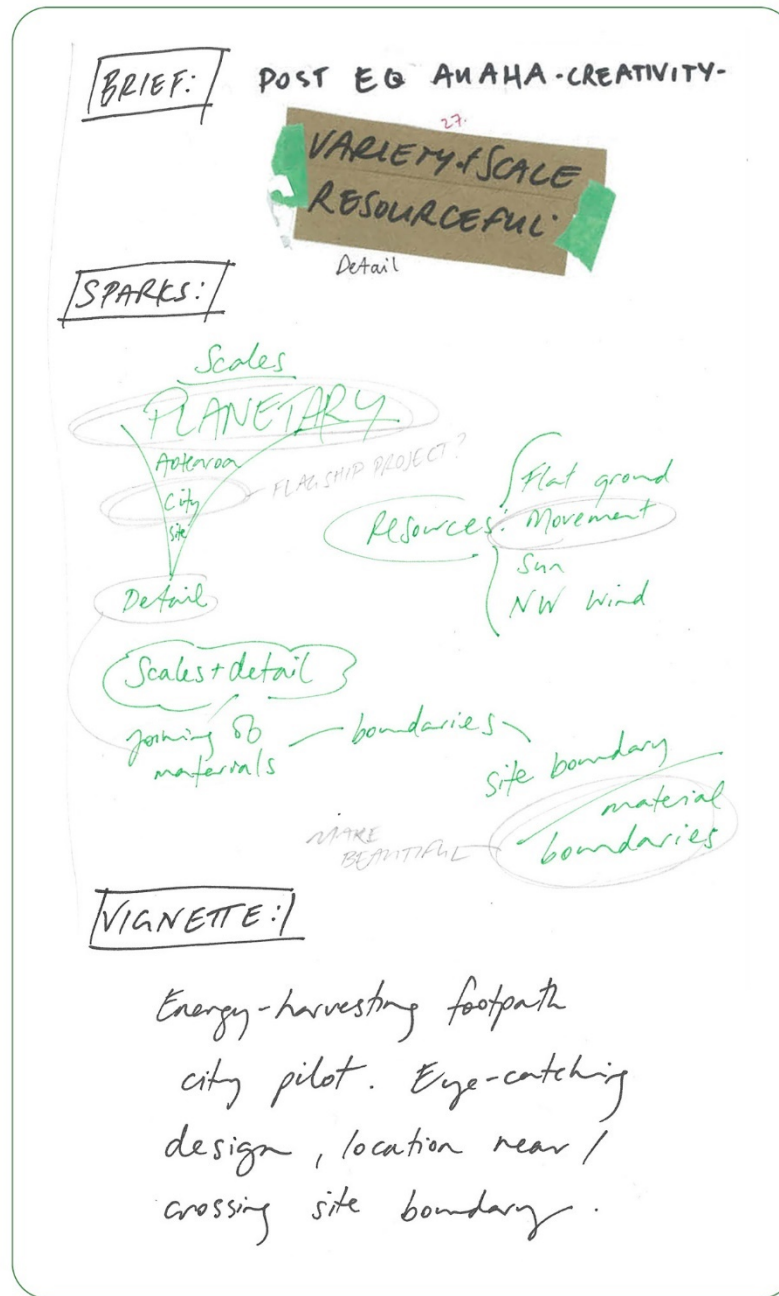 BRIEF:
POST EQ AUAHA-CREATIVITY-
27.
VARIETY of SCALE
RESOURCEFUL.
Detail
SPARKS:
Scales
PLANETARY
Aotearoa
City
site
Detail
FLAGSHIP PROJECT?
Resources:
Flat ground
Movement
Sun
NW Wind
Scales + detail
joining of
materials
boundaries
site boundary
material
boundaries
MAKE
BEAUTIFUL
VIGNETTE:
Energy-harvesting footpath
city pilot. Eye-catching
design, location near/
crossing site boundary.